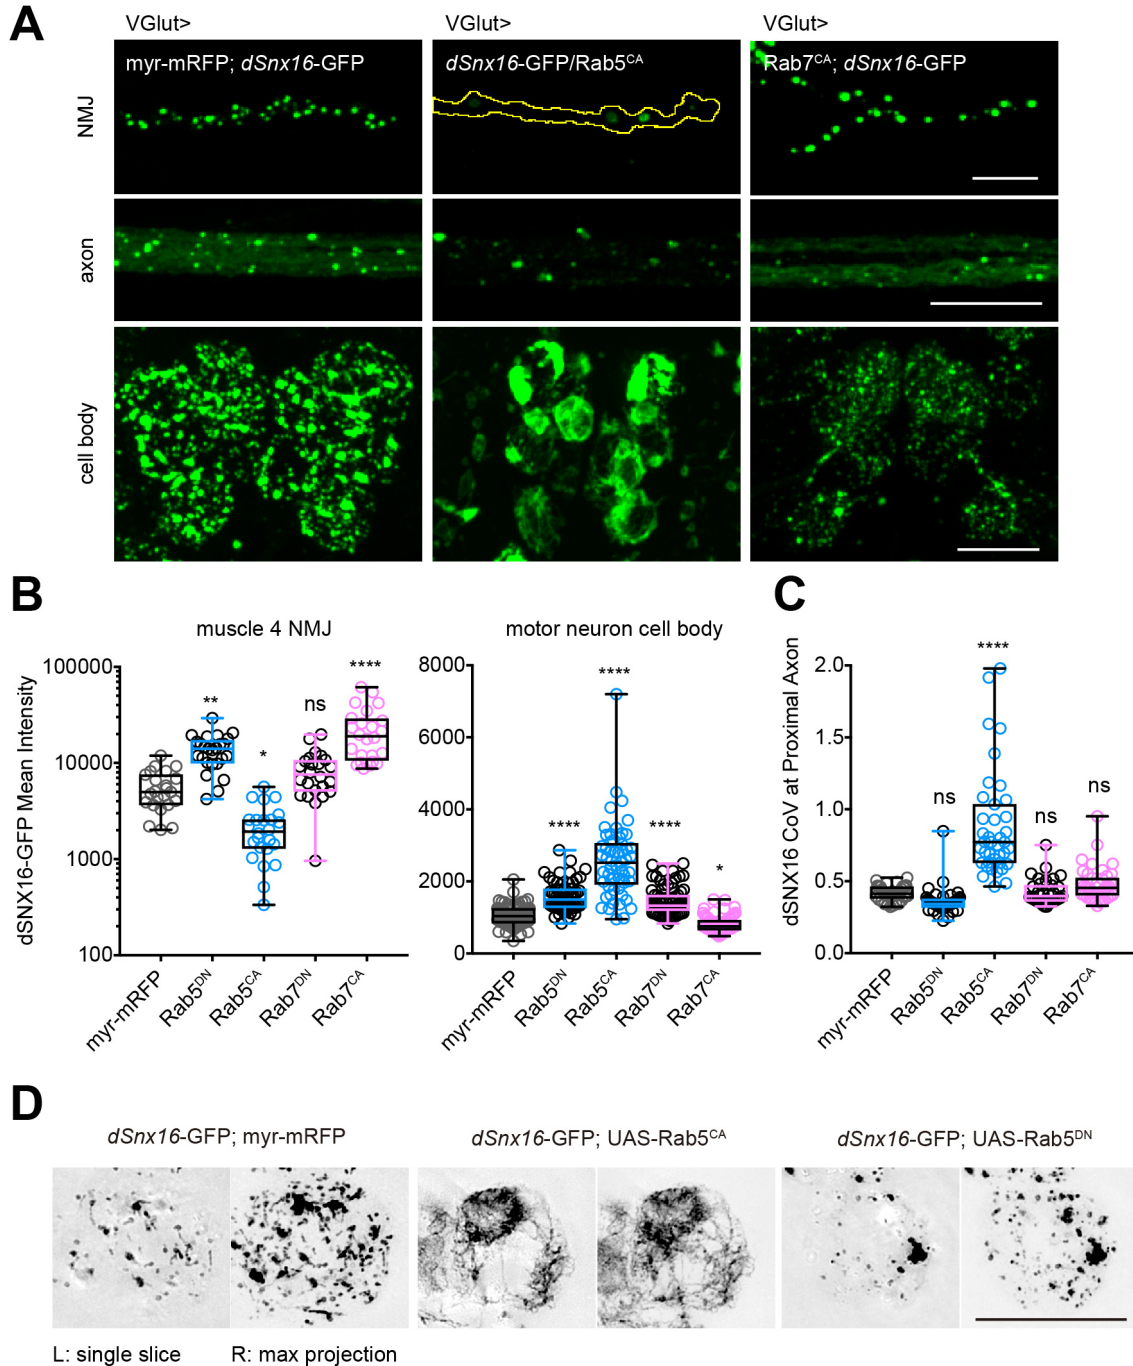 A
VGlut>
VGlut>
VGlut>
myr-mRFP; dSnx16-GFP
dSnx16-GFP/Rab5CA
Rab7CA; dSnx16-GFP
NMJ
axon
cell body
B
C
muscle 4 NMJ
motor neuron cell body
dSNX16-GFP Mean Intensity
100000
10000
1000
100
**
*
ns
****
myr-mRFP
Rab5DN
Rab5CA
Rab7DN
Rab7CA
8000
6000
4000
2000
0
****
****
****
*
myr-mRFP
Rab5DN
Rab5CA
Rab7DN
Rab7CA
dSNX16 CoV at Proximal Axon
2.0
1.5
1.0
0.5
0.0
ns
****
ns
ns
myr-mRFP
Rab5DN
Rab5CA
Rab7DN
Rab7CA
D
dSnx16-GFP; myr-mRFP
dSnx16-GFP; UAS-Rab5CA
dSnx16-GFP; UAS-Rab5DN
L: single slice R: max projection